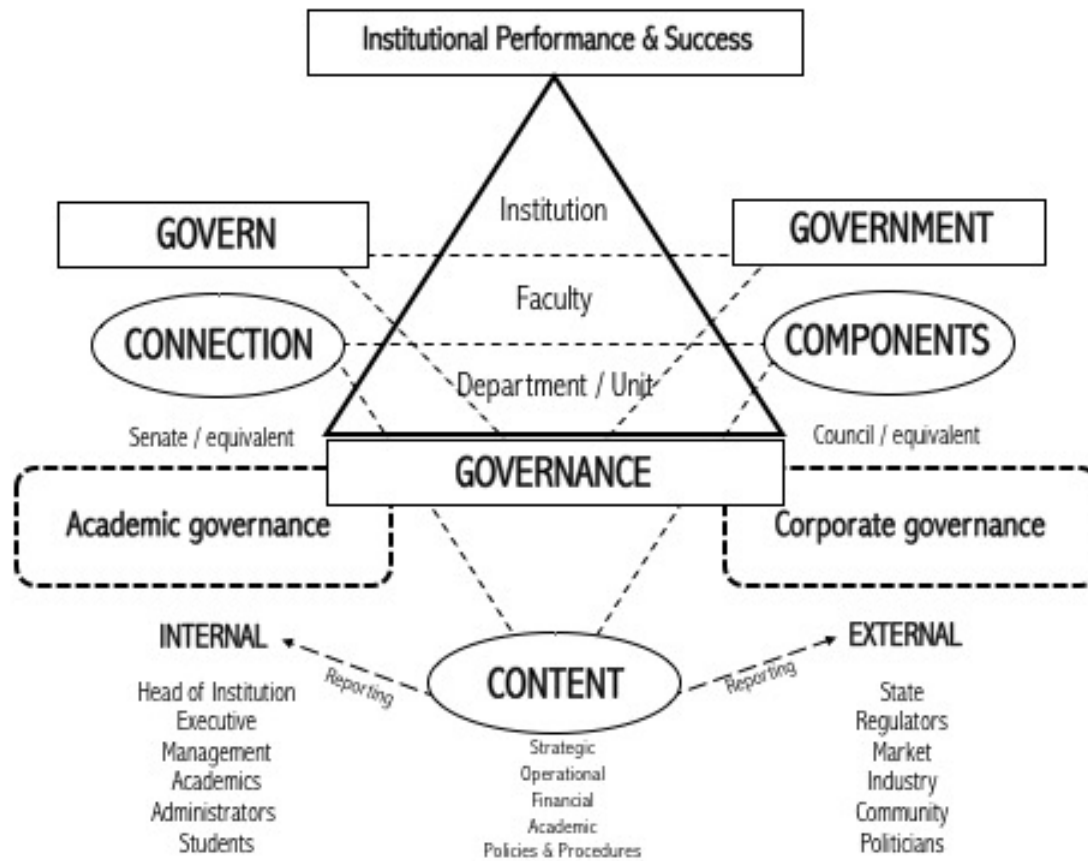 Institutional Performance & Success
Institution
GOVERN
GOVERNMENT
Faculty
CONNECTION
COMPONENTS
Department / Unit
Senate / equivalent
Council / equivalent
GOVERNANCE
Academic governance
Corporate governance
INTERNAL
EXTERNAL
Reporting
Reporting
CONTENT
Head of Institution
Executive
Management
Academics
Administrators
Students
Strategic
Operational
Financial
Academic
Policies & Procedures
State
Regulators
Market
Industry
Community
Politicians